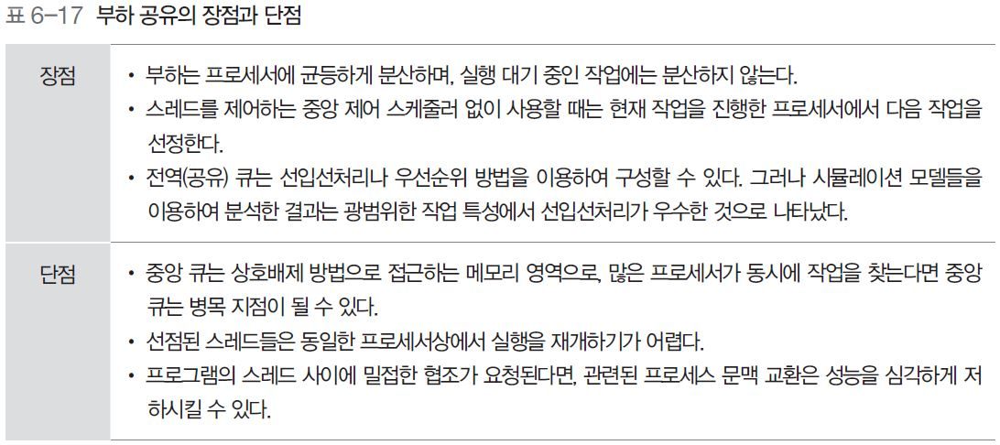 표 6-17 부하 공유의 장점과 단점
장점
• 부하는 프로세서에 균등하게 분산하며, 실행 대기 중인 작업에는 분산하지 않는다.
• 스레드를 제어하는 중앙 제어 스케줄러 없이 사용할 때는 현재 작업을 진행한 프로세서에서 다음 작업을
선정한다.
• 전역(공유) 큐는 선입선처리나 우선순위 방법을 이용하여 구성할 수 있다. 그러나 시뮬레이션 모델들을
이용하여 분석한 결과는 광범위한 작업 특성에서 선입선처리가 우수한 것으로 나타났다.
단점
• 중앙 큐는 상호배제 방법으로 접근하는 메모리 영역으로, 많은 프로세서가 동시에 작업을 찾는다면 중앙
큐는 병목 지점이 될 수 있다.
• 선점된 스레드들은 동일한 프로세서상에서 실행을 재개하기가 어렵다.
• 프로그램의 스레드 사이에 밀접한 협조가 요청된다면, 관련된 프로세스 문맥 교환은 성능을 심각하게 저
하시킬 수 있다.